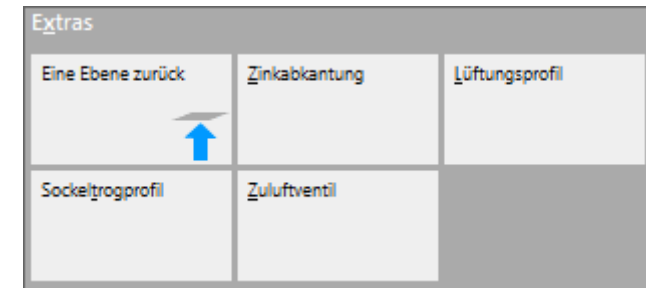 Extras
Eine Ebene zurück
Zinkabkantung
Lüftungsprofil
Sockeltrogprofil
Zuluftventil